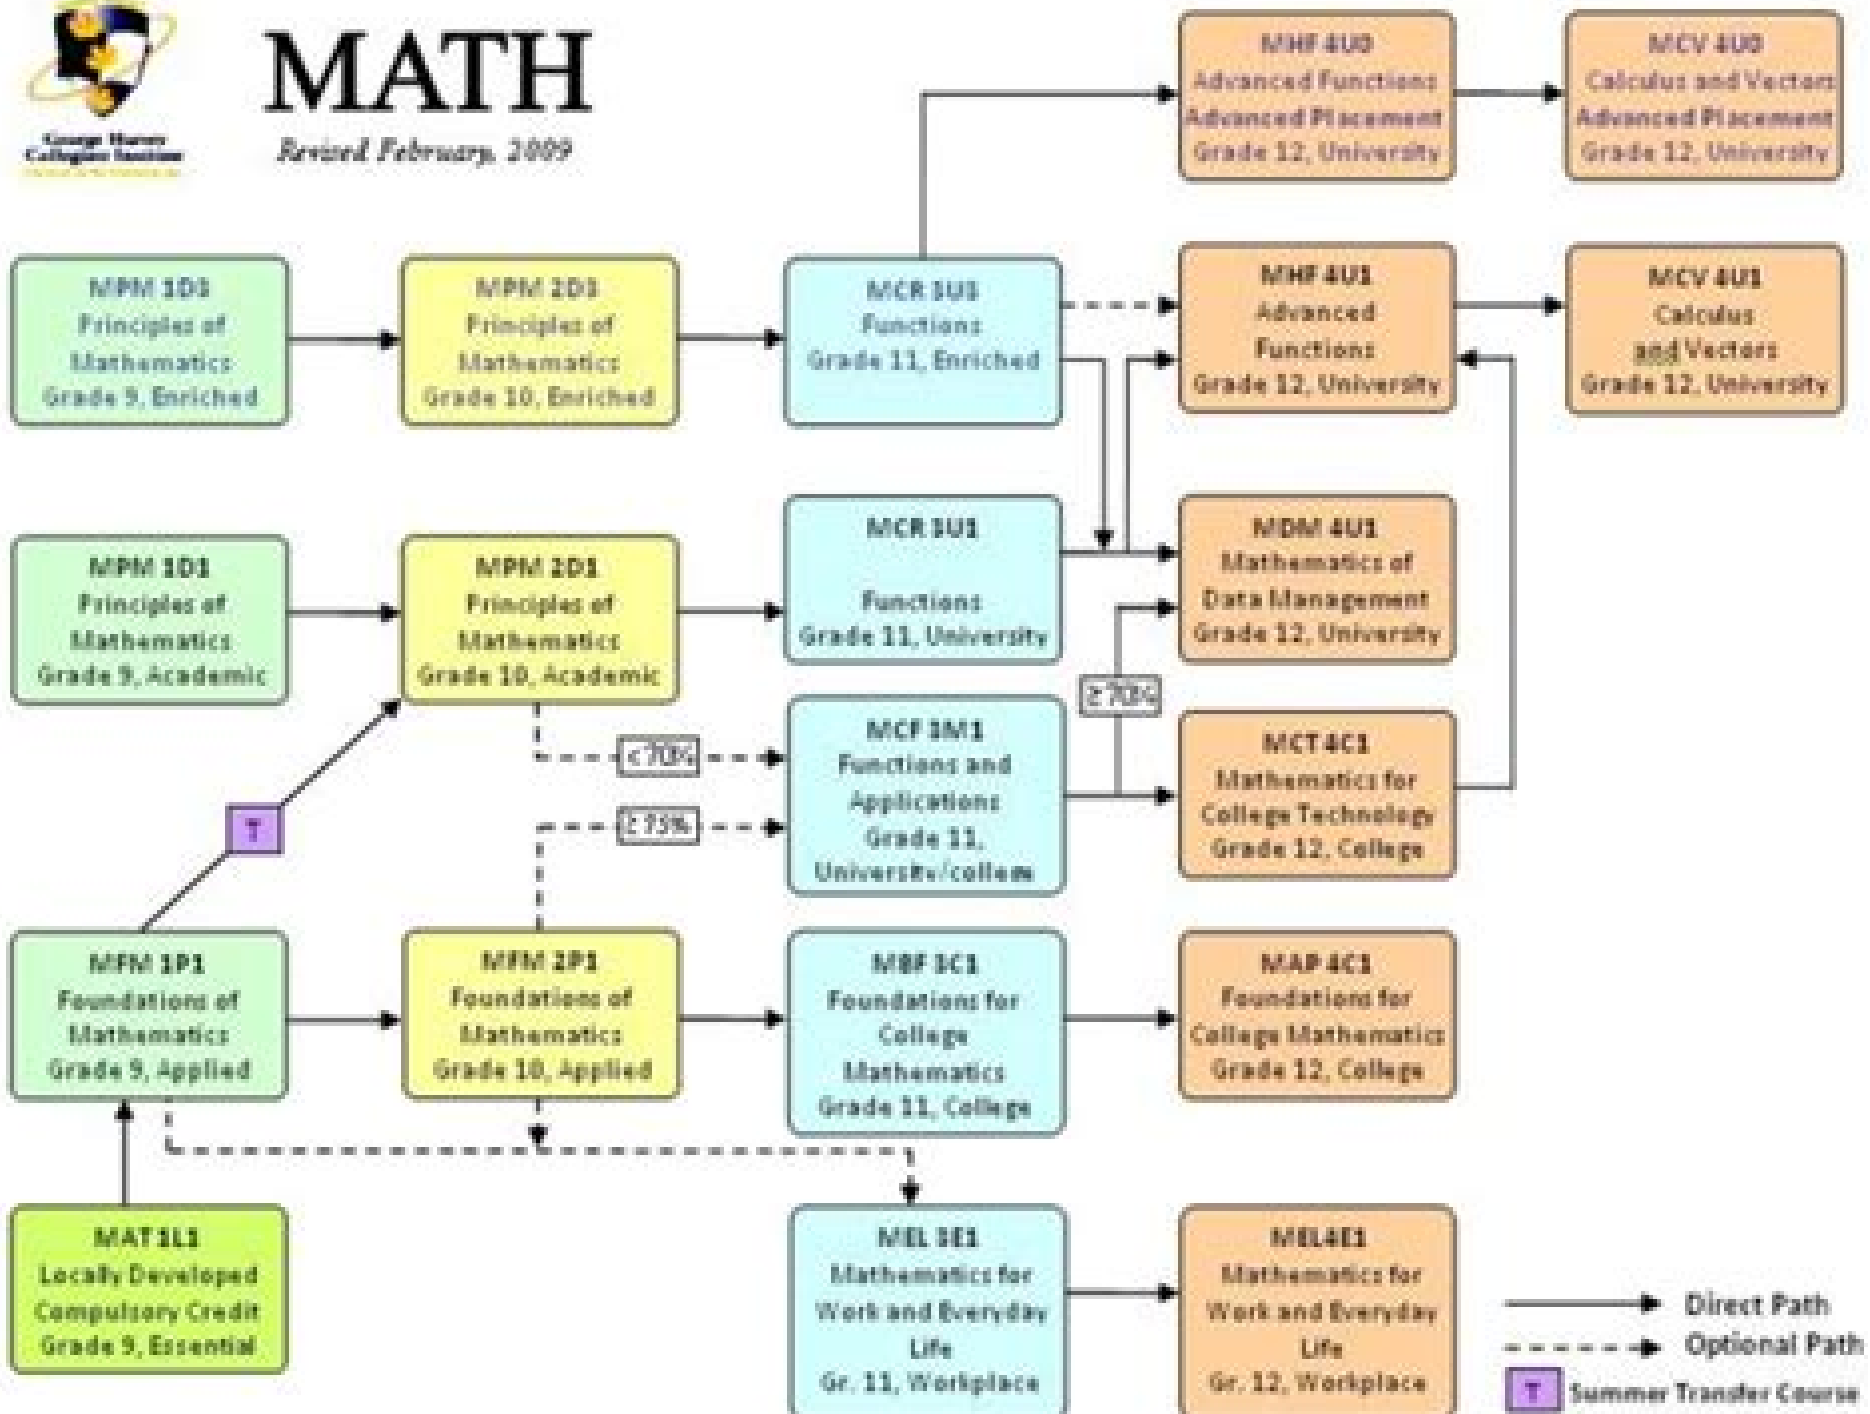 George Harvey
Collegiate Institute
MATH
Revised February, 2009
MHF 4U0
Advanced Functions
Advanced Placement
Grade 12, University
MCV 4U0
Calculus and Vectors
Advanced Placement
Grade 12, University
MPM 1D3
Principles of
Mathematics
Grade 9, Enriched
MPM 2D3
Principles of
Mathematics
Grade 10, Enriched
MCR 3U3
Functions
Grade 11, Enriched
MHF 4U1
Advanced
Functions
Grade 12, University
MCV 4U1
Calculus
and Vectors
Grade 12, University
MPM 1D1
Principles of
Mathematics
Grade 9, Academic
MPM 2D1
Principles of
Mathematics
Grade 10, Academic
MCR 3U1
Functions
Grade 11, University
MDM 4U1
Mathematics of
Data Management
Grade 12, University
≥ 70%
< 70%
≥ 73%
MCF 3M1
Functions and
Applications
Grade 11,
University/college
MCT 4C1
Mathematics for
College Technology
Grade 12, College
T
MFM 1P1
Foundations of
Mathematics
Grade 9, Applied
MFM 2P1
Foundations of
Mathematics
Grade 10, Applied
MBF 3C1
Foundations for
College
Mathematics
Grade 11, College
MAP 4C1
Foundations for
College Mathematics
Grade 12, College
MAT1L1
Locally Developed
Compulsory Credit
Grade 9, Essential
MEL 3E1
Mathematics for
Work and Everyday
Life
Gr. 11, Workplace
MEL4E1
Mathematics for
Work and Everyday
Life
Gr. 12, Workplace
Direct Path
Optional Path
T Summer Transfer Course